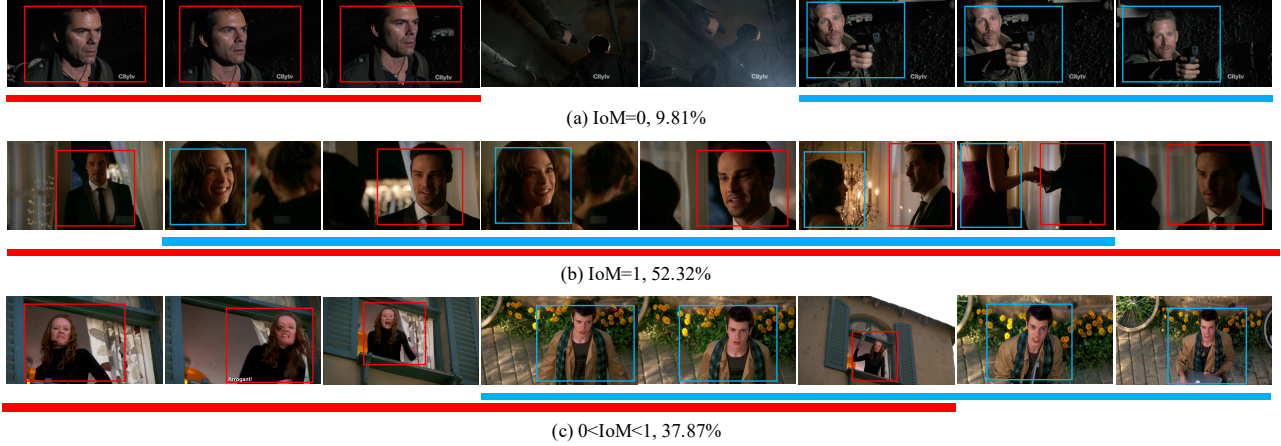 Citytv Citytv Citytv Citytv Citytv Citytv Citytv Citytv
(a) IoM=0, 9.81%
(b) IoM=1, 52.32%
Arrogant!
(c) 0<IoM<1, 37.87%